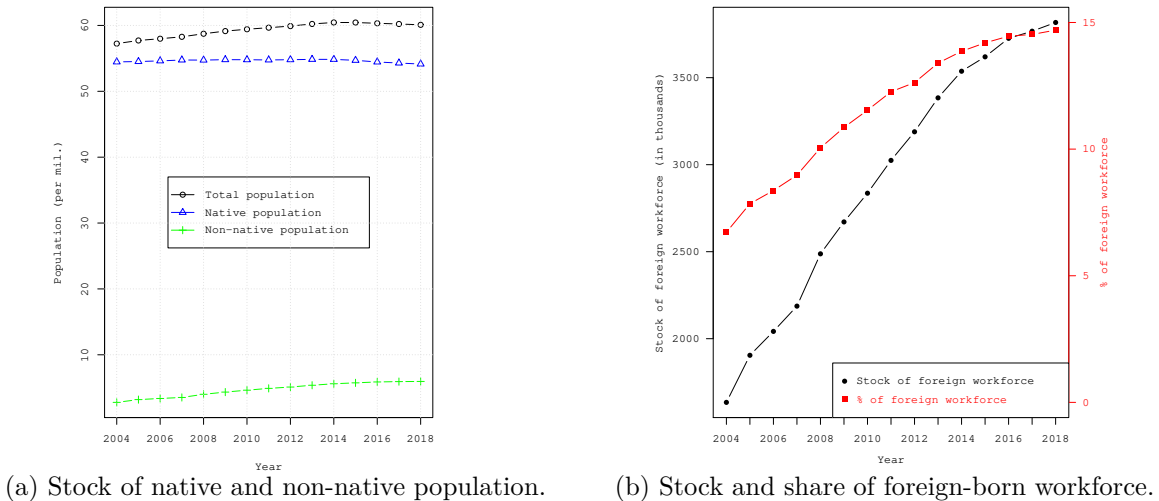 60
50
40
30
20
10
Population (per mil.)
Total population
Native population
Non-native population
2004 2006 2008 2010 2012 2014 2016 2018
Year
(a) Stock of native and non-native population.
3500
3000
2500
2000
Stock of foreign workforce (in thousands)
15
10
5
0
% of foreign workforce
Stock of foreign workforce
% of foreign workforce
2004 2006 2008 2010 2012 2014 2016 2018
Year
(b) Stock and share of foreign-born workforce.